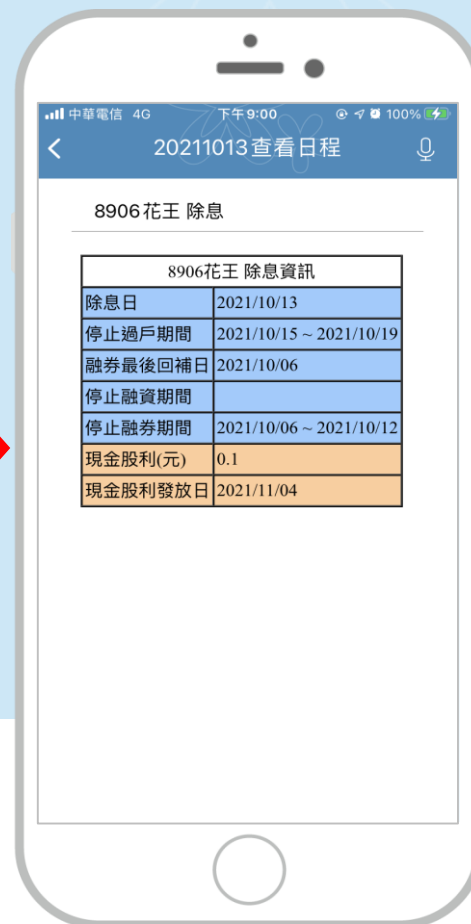 中華電信 4G 下午9:00 100%
20211013查看日程
8906花王 除息
8906花王 除息資訊
除息日 2021/10/13
停止過戶期間 2021/10/15 ~ 2021/10/19
融券最後回補日 2021/10/06
停止融資期間
停止融券期間 2021/10/06 ~ 2021/10/12
現金股利(元) 0.1
現金股利發放日 2021/11/04